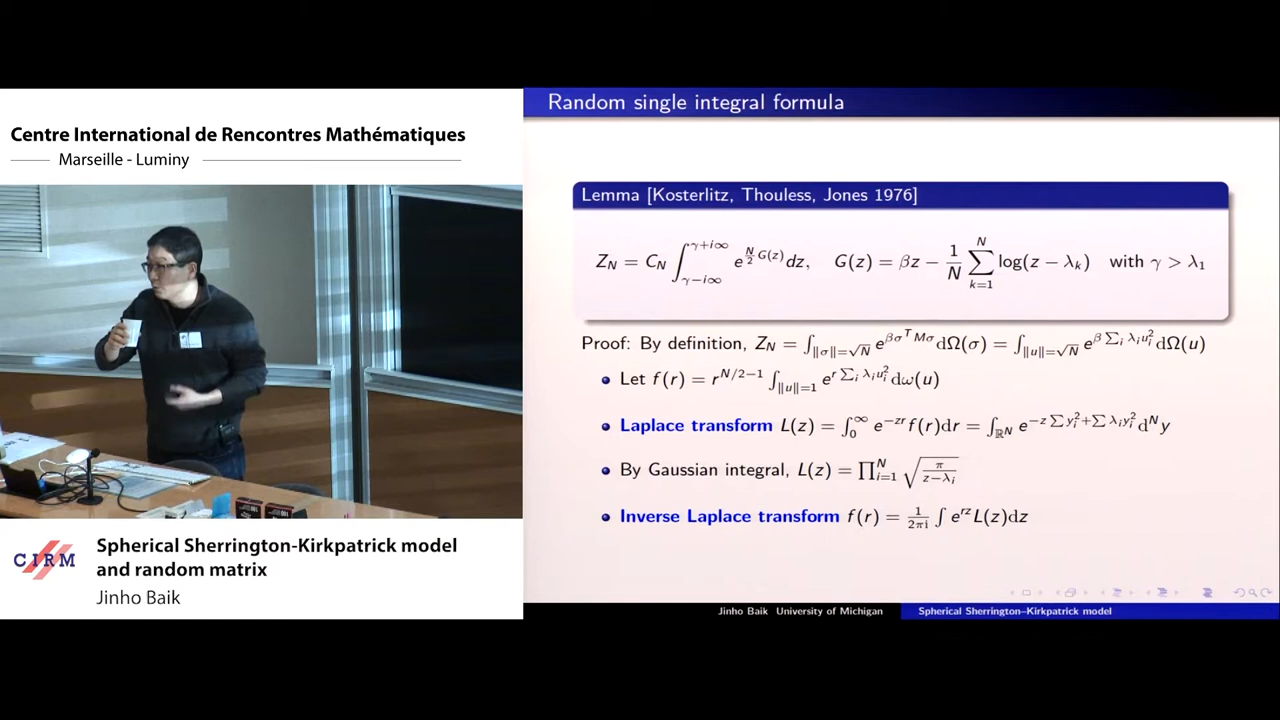 Centre International de Rencontres Mathématiques
Marseille - Luminy
Random single integral formula
Lemma [Kosterlitz, Thouless, Jones 1976]
Z_N = C_N ∫_{γ−i∞}^{γ+i∞} e^{N/2 G(z)} dz,   G(z) = βz − 1/N ∑_{k=1}^{N} log(z − λ_k)   with γ > λ_1
Proof: By definition, Z_N = ∫_{‖σ‖=√N} e^{βσ^T Mσ} dΩ(σ) = ∫_{‖u‖=√N} e^{β ∑_i λ_i u_i^2} dΩ(u)
Let f(r) = r^{N/2−1} ∫_{‖u‖=1} e^{r ∑_i λ_i u_i^2} dω(u)
Laplace transform L(z) = ∫_0^∞ e^{−zr} f(r)dr = ∫_{ℝ^N} e^{−z ∑ y_i^2 + ∑ λ_i y_i^2} d^N y
By Gaussian integral, L(z) = ∏_{i=1}^{N} √(π/(z−λ_i))
Inverse Laplace transform f(r) = 1/(2πi) ∫ e^{rz} L(z)dz
CIRM
Spherical Sherrington-Kirkpatrick model
and random matrix
Jinho Baik
Jinho Baik University of Michigan
Spherical Sherrington–Kirkpatrick model